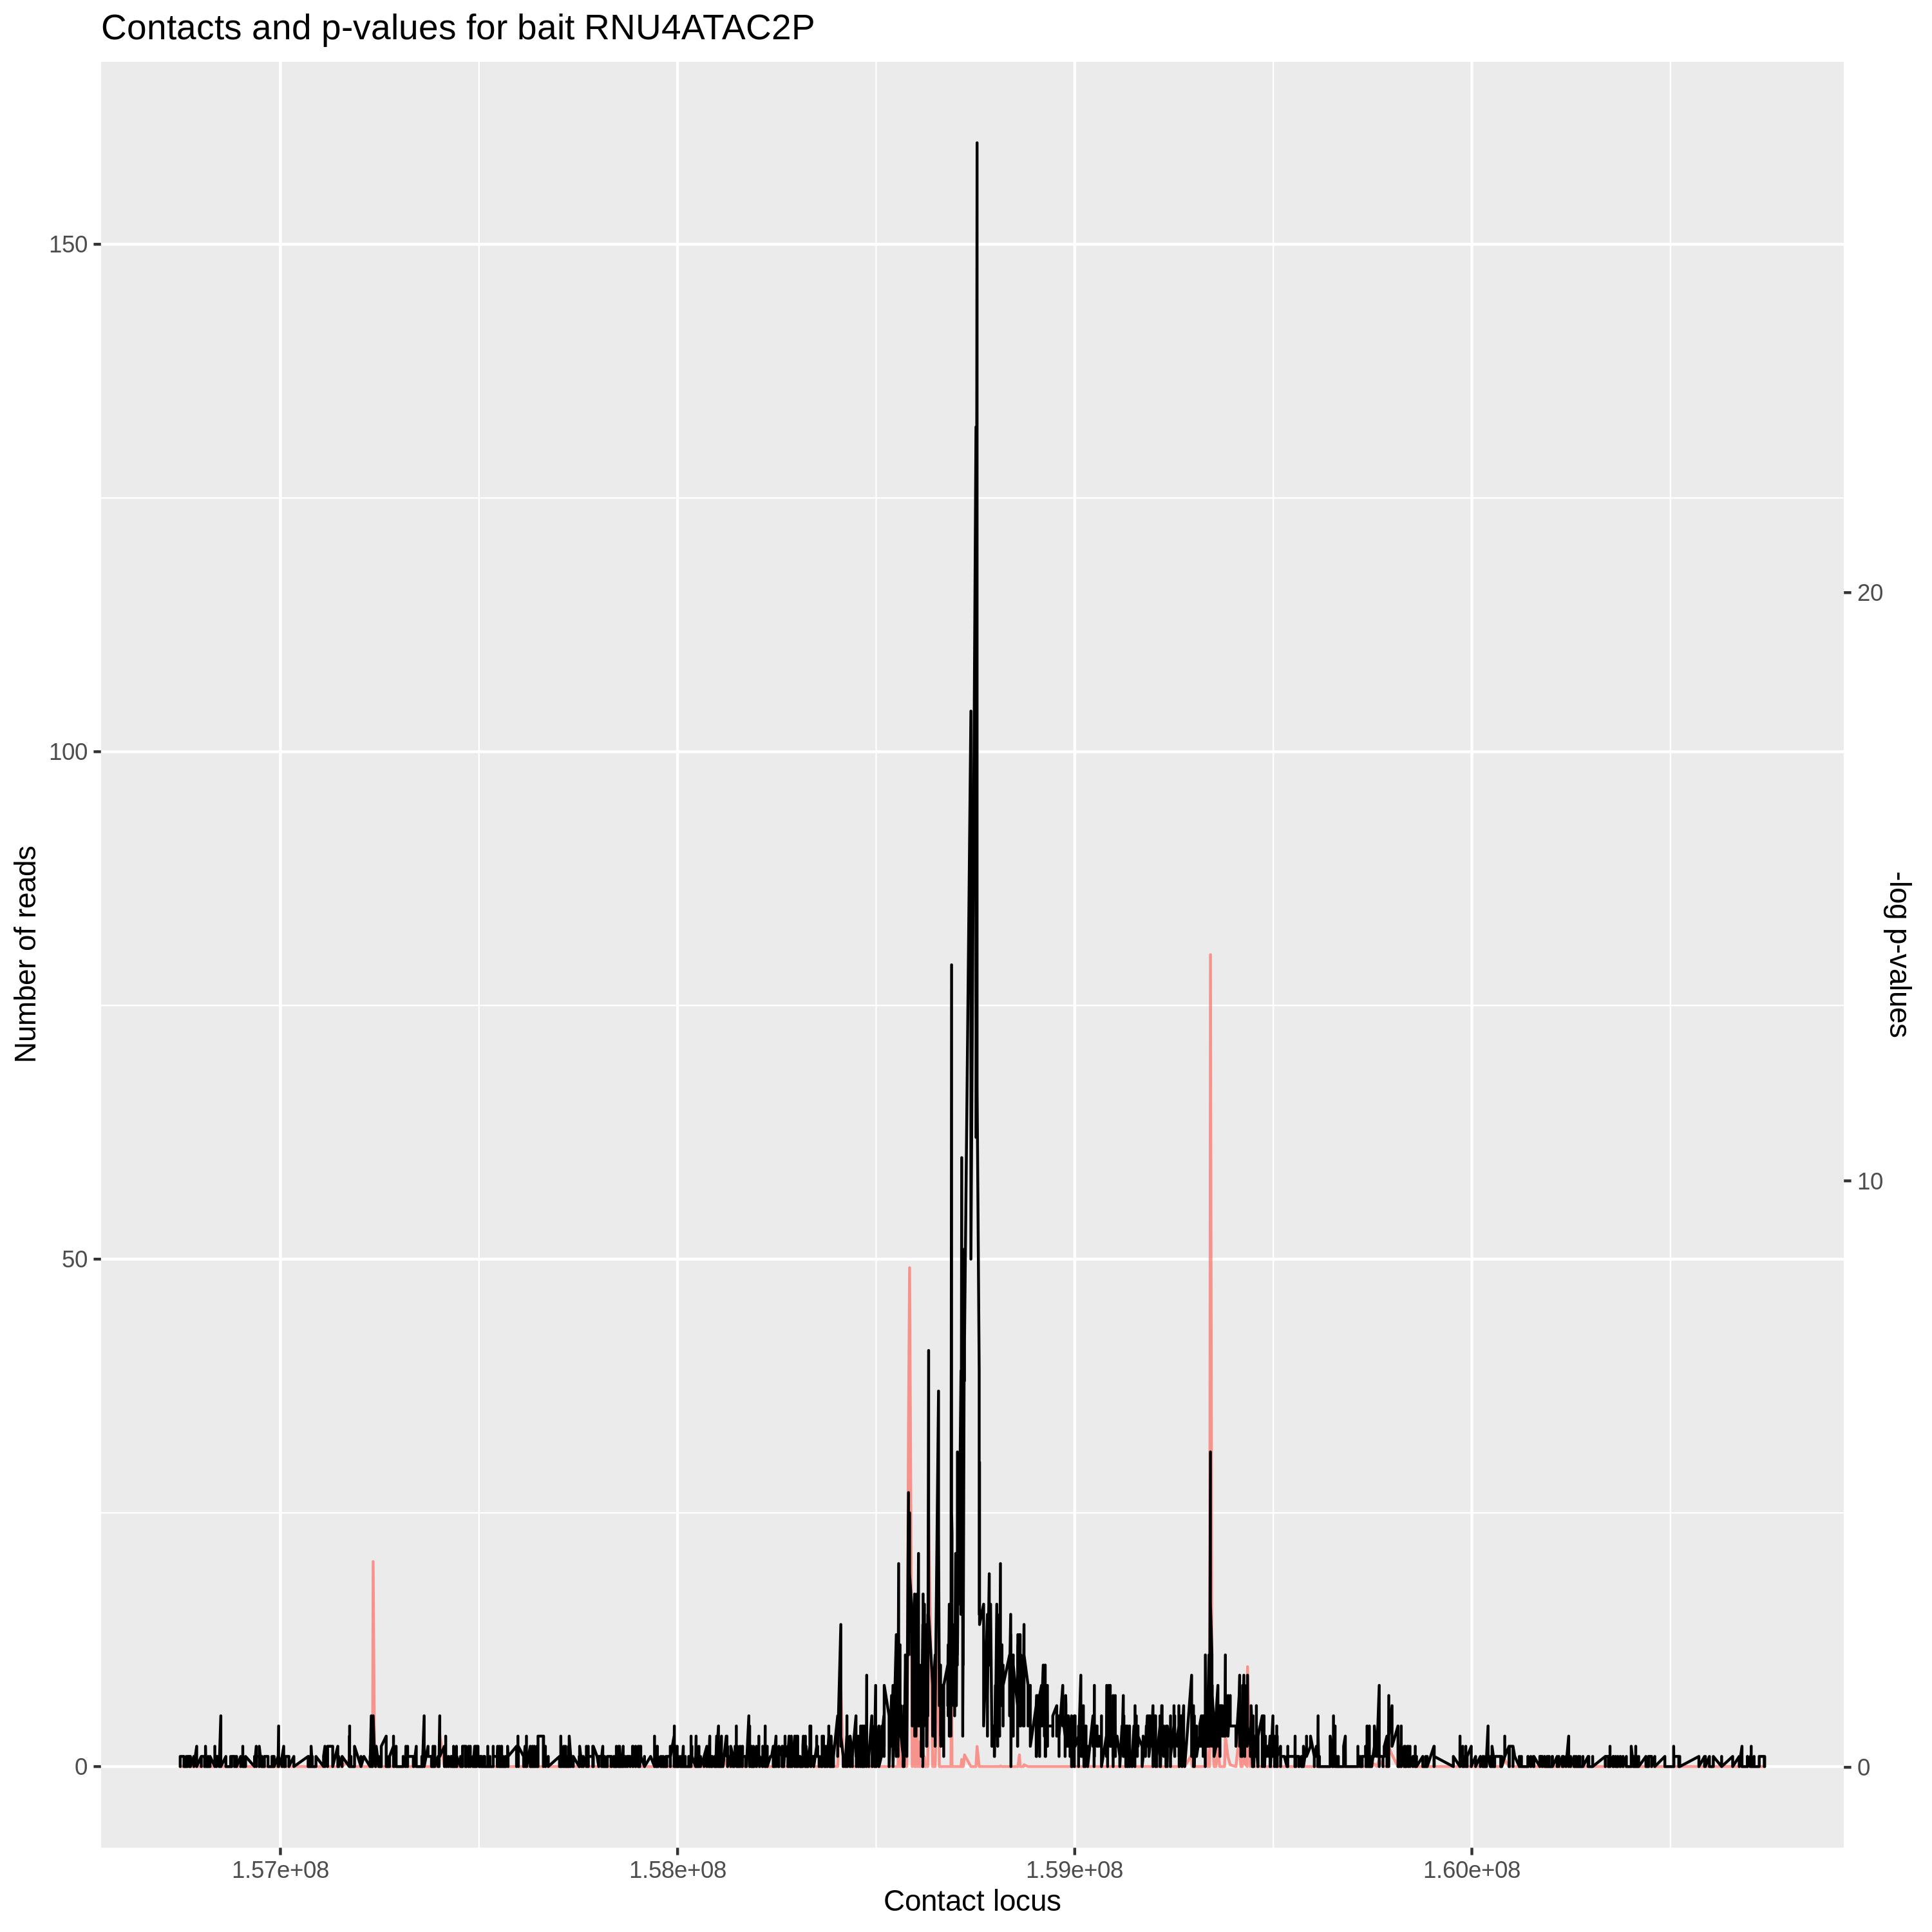 Contacts and p-values for bait RNU4ATAC2P
150
100
50
0
Number of reads
20
10
0
-log p-values
1.57e+08
1.58e+08
1.59e+08
1.60e+08
Contact locus